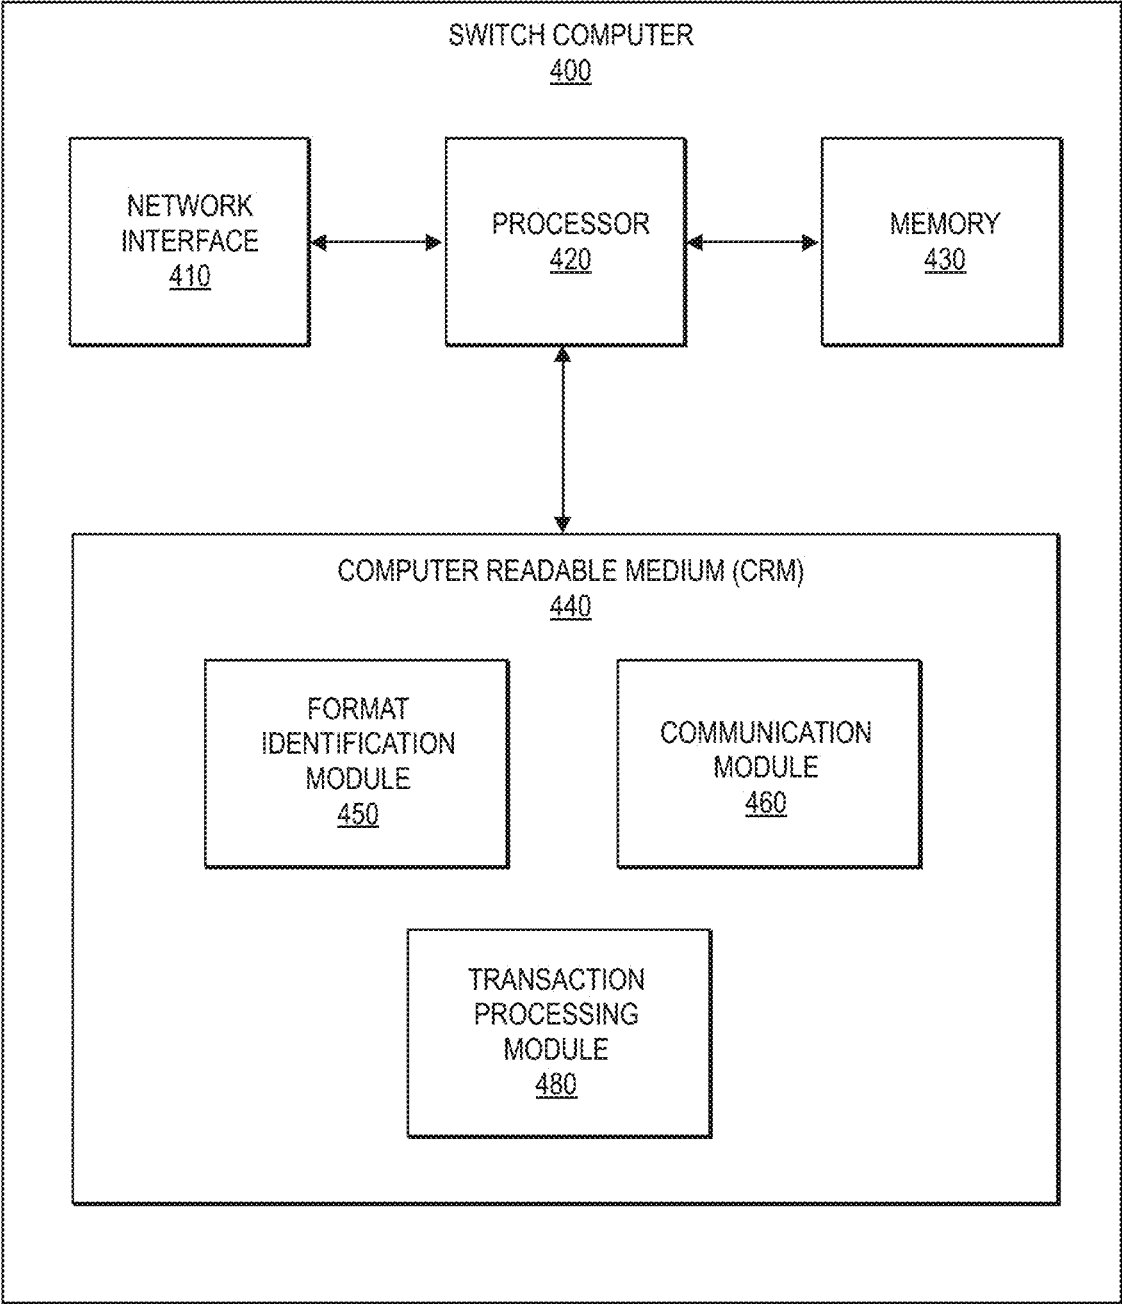 SWITCH COMPUTER
400
NETWORK
INTERFACE
410
PROCESSOR
420
MEMORY
430
COMPUTER READABLE MEDIUM (CRM)
440
FORMAT
IDENTIFICATION
MODULE
450
COMMUNICATION
MODULE
460
TRANSACTION
PROCESSING
MODULE
480